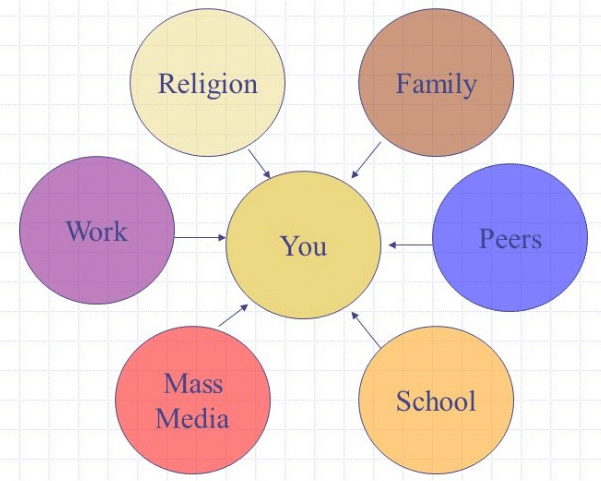 Religion
Family
Work
You
Peers
Mass
Media
School